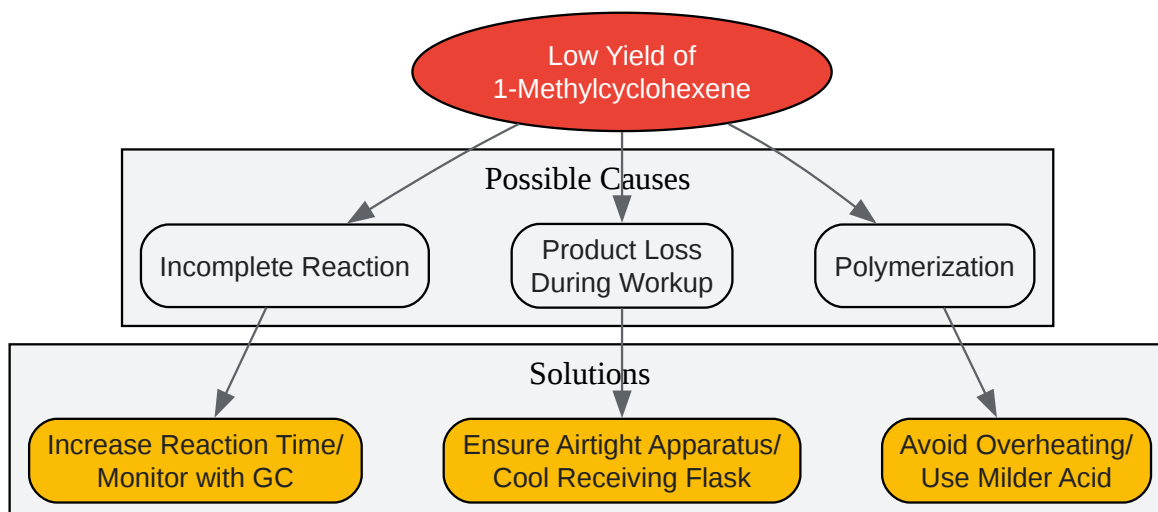 Low Yield of
1-Methylcyclohexene
Possible Causes
Incomplete Reaction
Product Loss
During Workup
Polymerization
Solutions
Increase Reaction Time/
Monitor with GC
Ensure Airtight Apparatus/
Cool Receiving Flask
Avoid Overheating/
Use Milder Acid